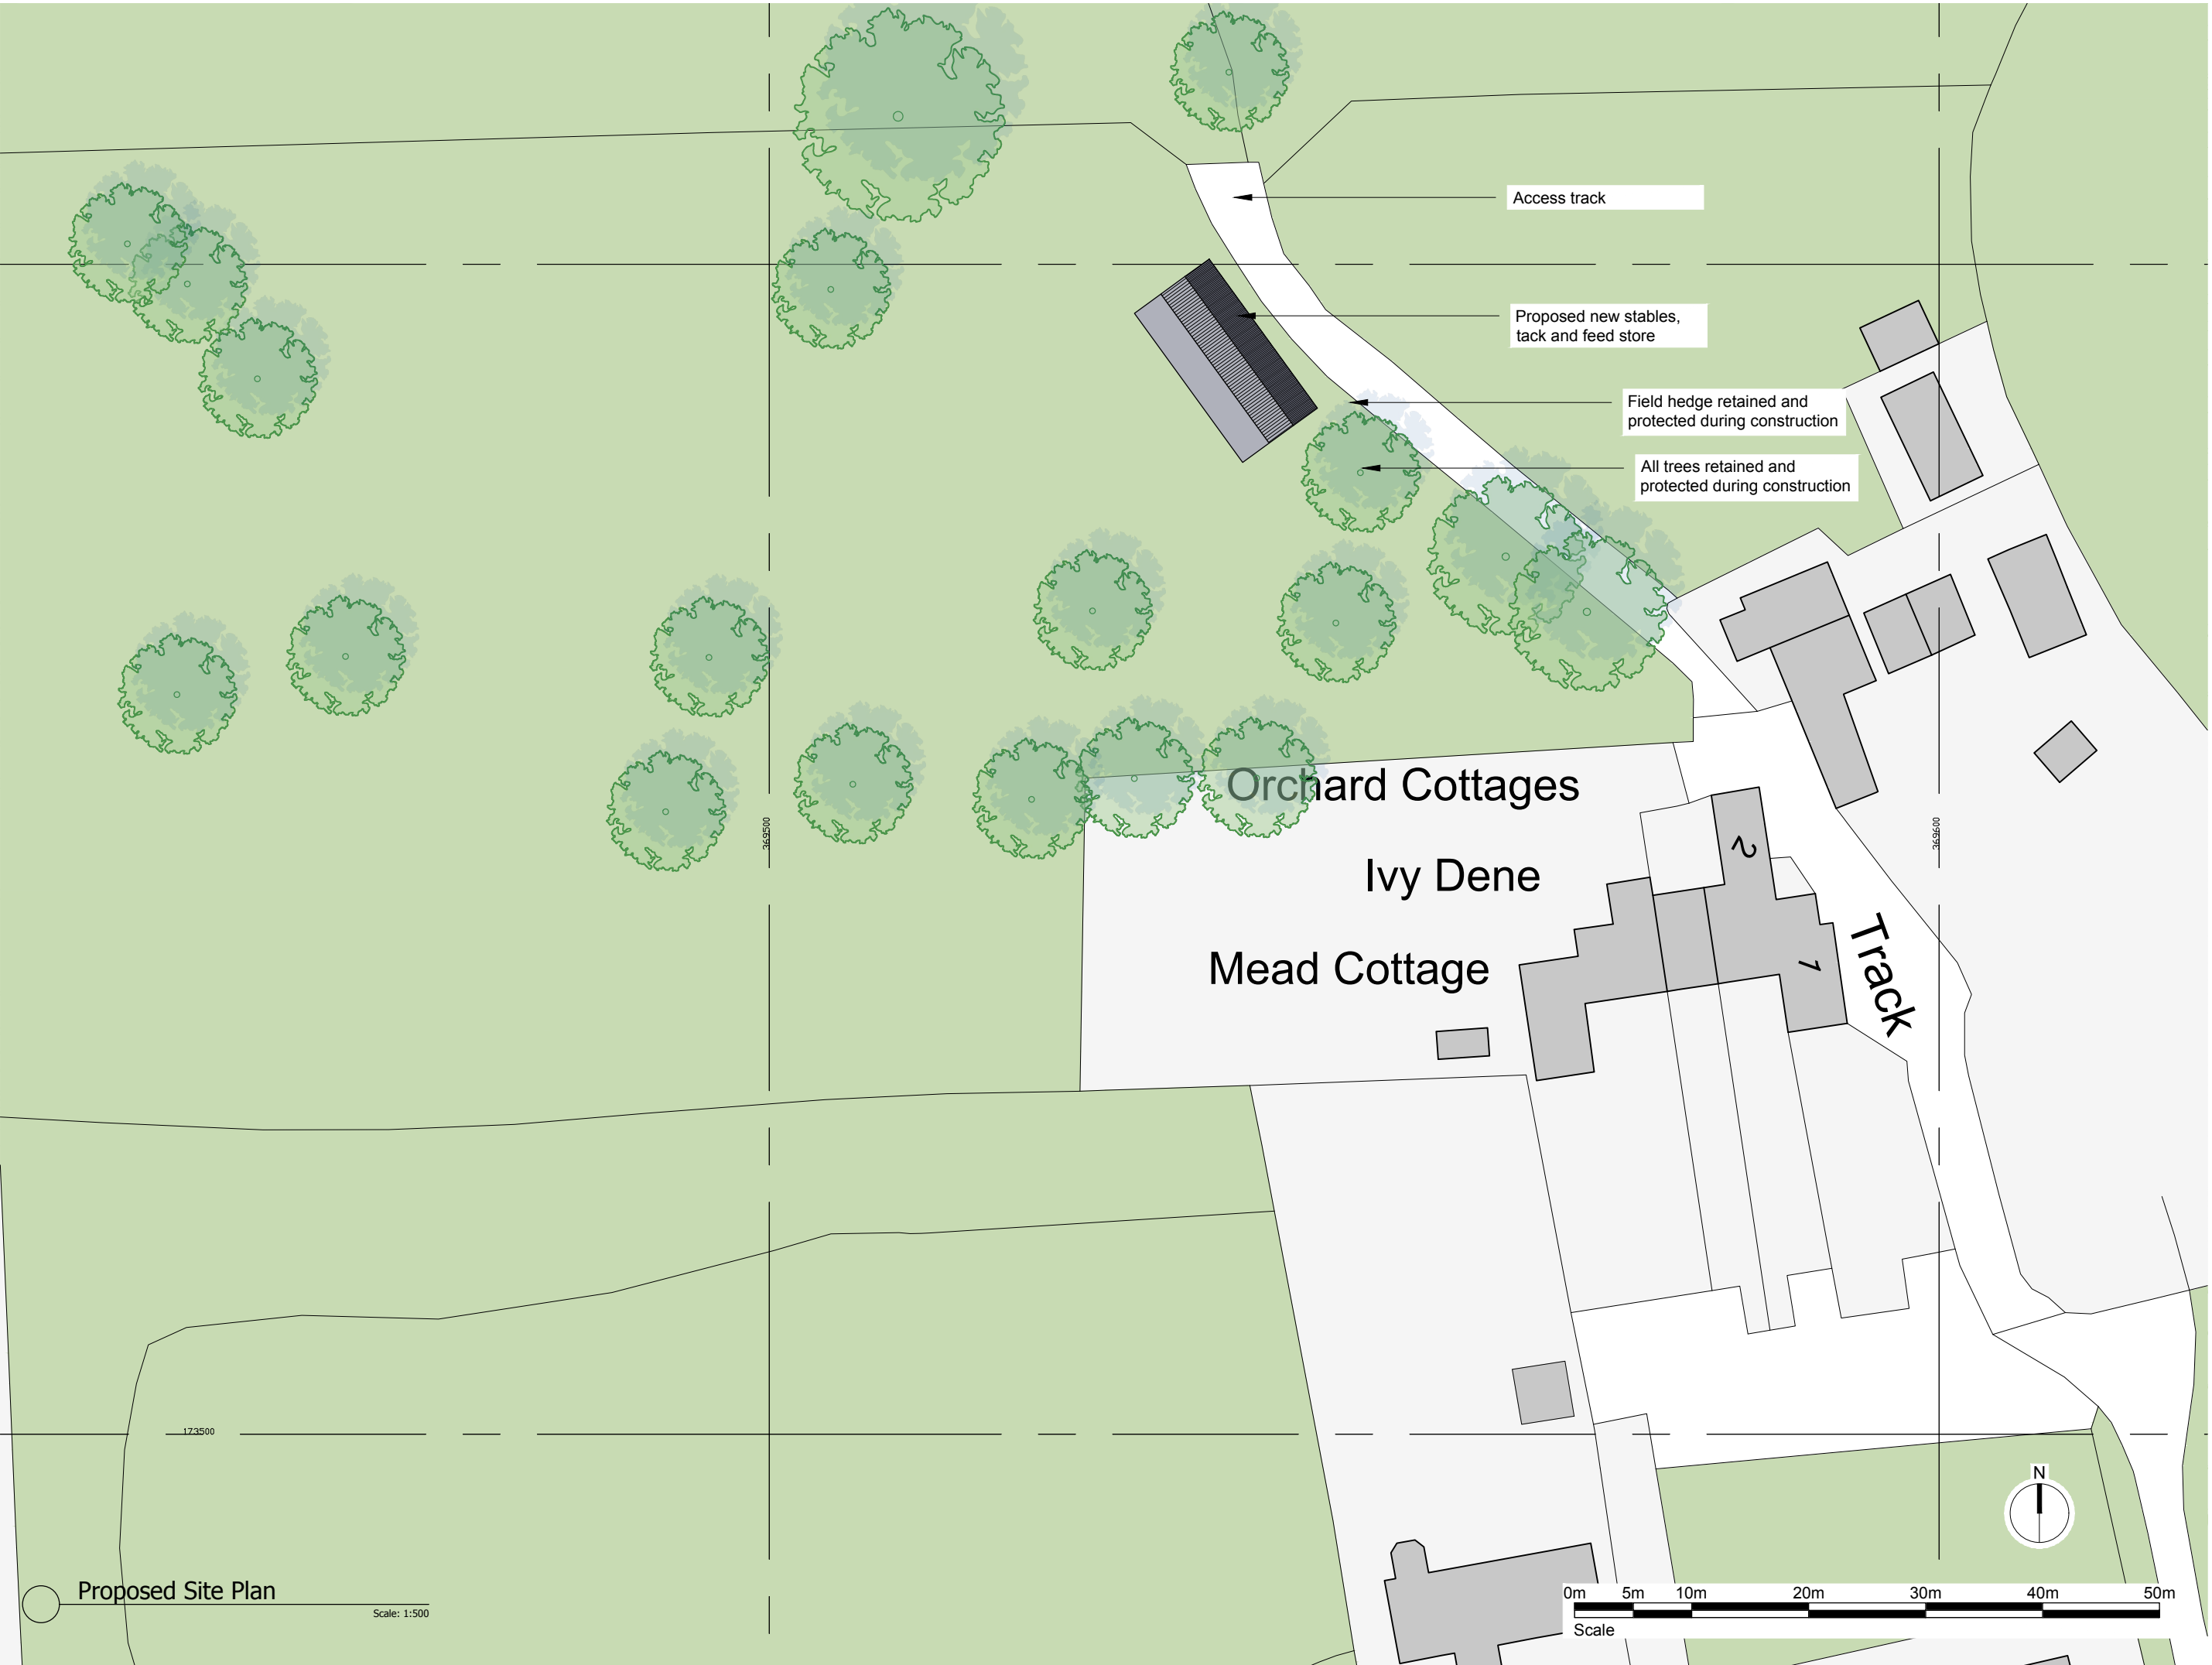 Access track
Proposed new stables,
tack and feed store
Field hedge retained and
protected during construction
All trees retained and
protected during construction
Orchard Cottages
Ivy Dene
Mead Cottage
2
1
Track
369500
369600
173500
N
Proposed Site Plan
Scale: 1:500
0m 5m 10m 20m 30m 40m 50m
Scale